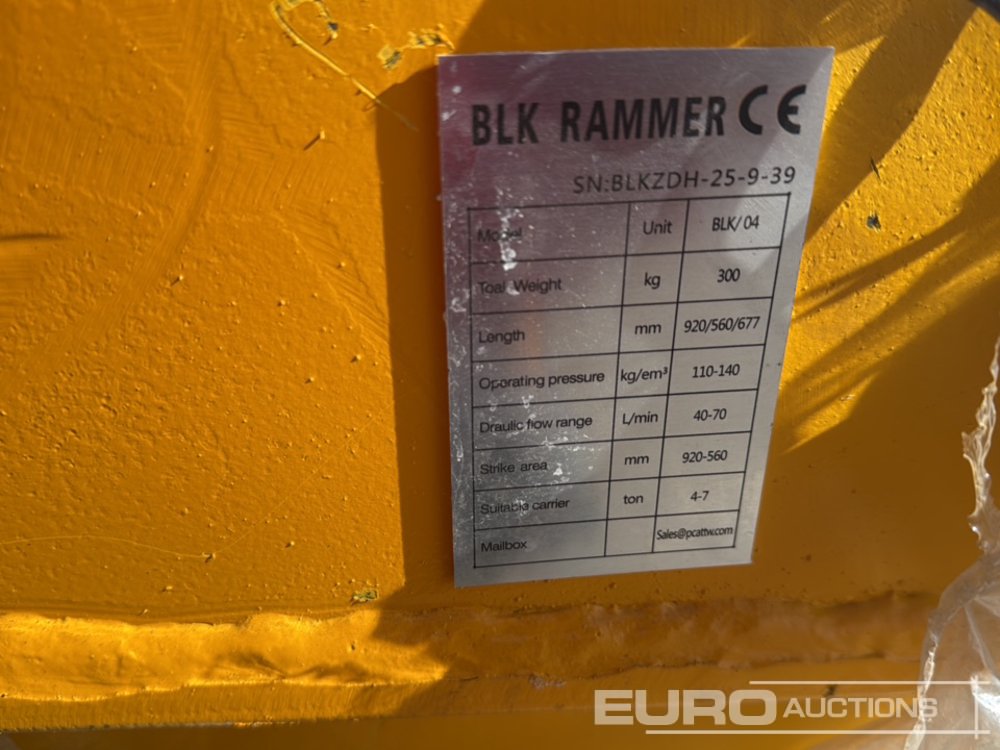 BLK RAMMER CE
SN:BLKZDH-25-9-39
Model Unit BLK/04
Toal Weight kg 300
Length mm 920/560/677
Operating pressure kg/em³ 110-140
Draulic flow range L/min 40-70
Strike area mm 920-560
Suitable carrier ton 4-7
Mailbox Sales@pcattw.com
EURO AUCTIONS